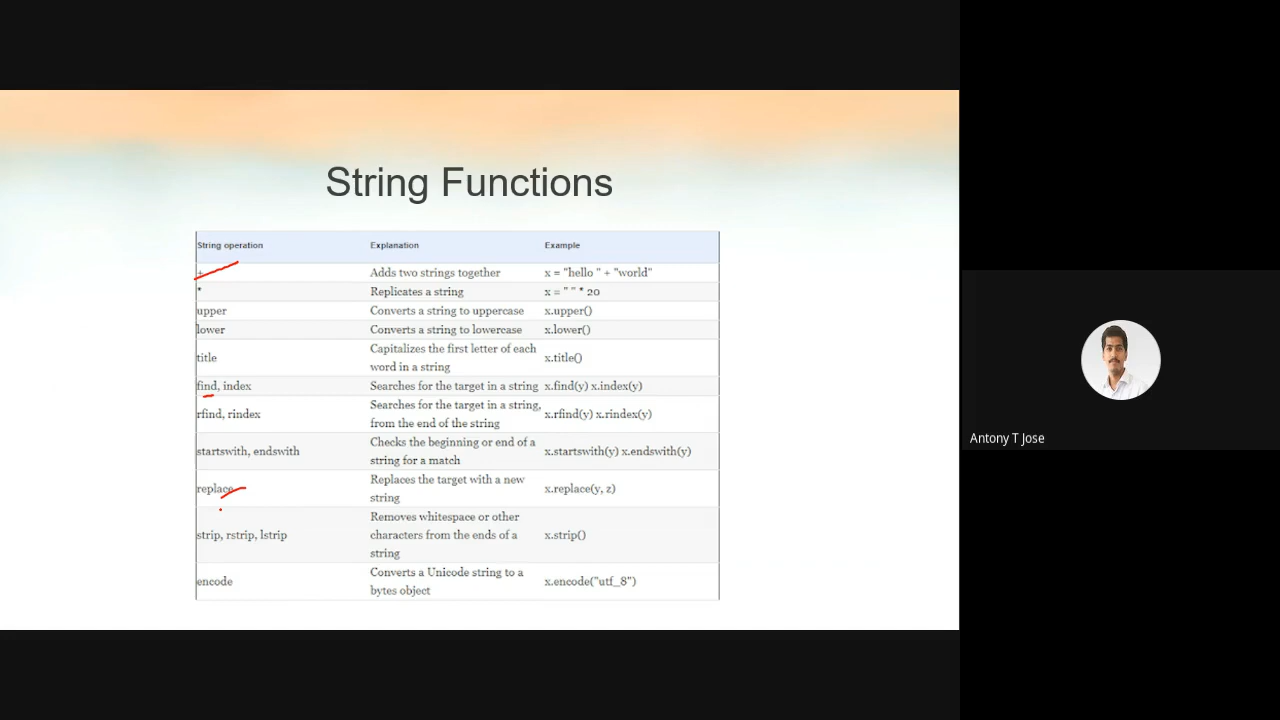 String Functions
String operation Explanation Example
+ Adds two strings together x = "hello " + "world"
* Replicates a string x = " " * 20
upper Converts a string to uppercase x.upper()
lower Converts a string to lowercase x.lower()
title Capitalizes the first letter of each word in a string x.title()
find, index Searches for the target in a string x.find(y) x.index(y)
rfind, rindex Searches for the target in a string, from the end of the string x.rfind(y) x.rindex(y)
startswith, endswith Checks the beginning or end of a string for a match x.startswith(y) x.endswith(y)
replace Replaces the target with a new string x.replace(y, z)
strip, rstrip, lstrip Removes whitespace or other characters from the ends of a string x.strip()
encode Converts a Unicode string to a bytes object x.encode("utf_8")
Antony T Jose